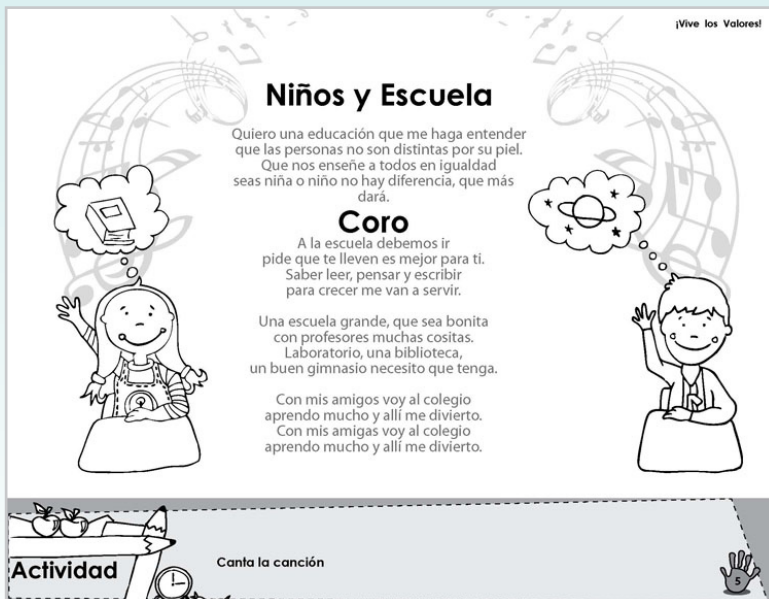 ¡Vive los Valores!
Niños y Escuela
Quiero una educación que me haga entender
que las personas no son distintas por su piel.
Que nos enseñe a todos en igualdad
seas niña o niño no hay diferencia, que más
dará.
Coro
A la escuela debemos ir
pide que te lleven es mejor para ti.
Saber leer, pensar y escribir
para crecer me van a servir.
Una escuela grande, que sea bonita
con profesores muchas cositas.
Laboratorio, una biblioteca,
un buen gimnasio necesito que tenga.
Con mis amigos voy al colegio
aprendo mucho y allí me divierto.
Con mis amigas voy al colegio
aprendo mucho y allí me divierto.
Actividad
Canta la canción
5